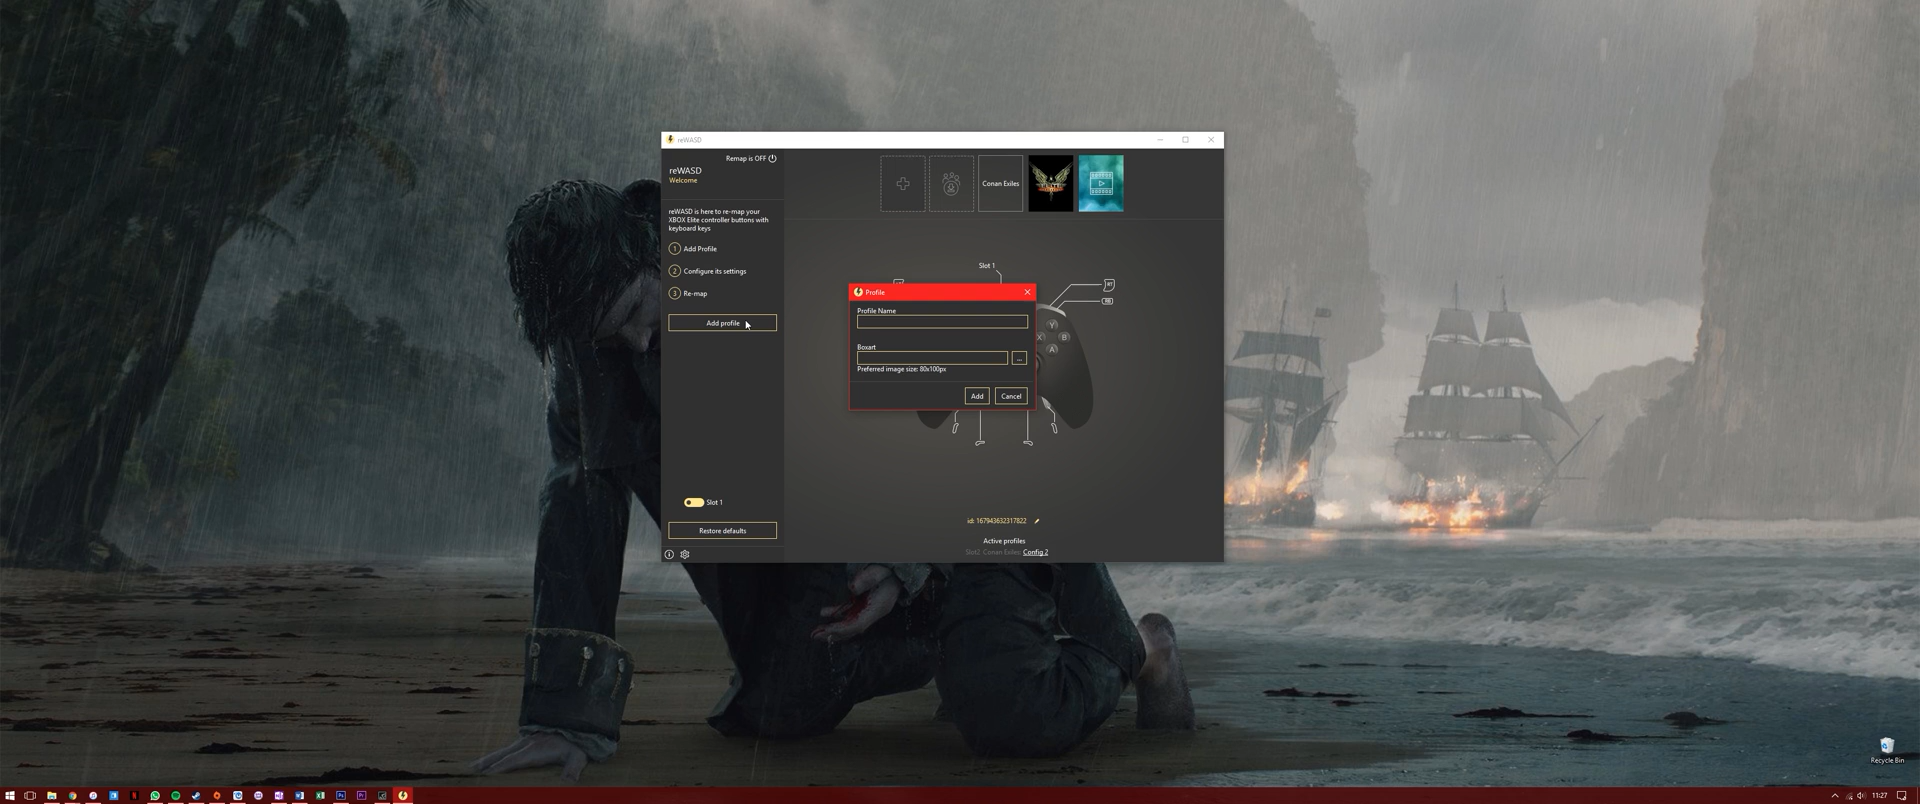 reWASD
Remap is OFF
reWASD
Welcome
reWASD is here to re-map your
XBOX Elite controller buttons with
keyboard keys
1 Add Profile
2 Configure its settings
3 Re-map
Add profile
Slot 1
Restore defaults
Conan Exiles
Slot 1
RT
RB
Y
X
B
A
Profile
Profile Name
Boxart
...
Preferred image size: 80x100px
Add
Cancel
id: 167943632317822
Active profiles
Slot2 Conan Exiles: Config 2
Recycle Bin
11:27